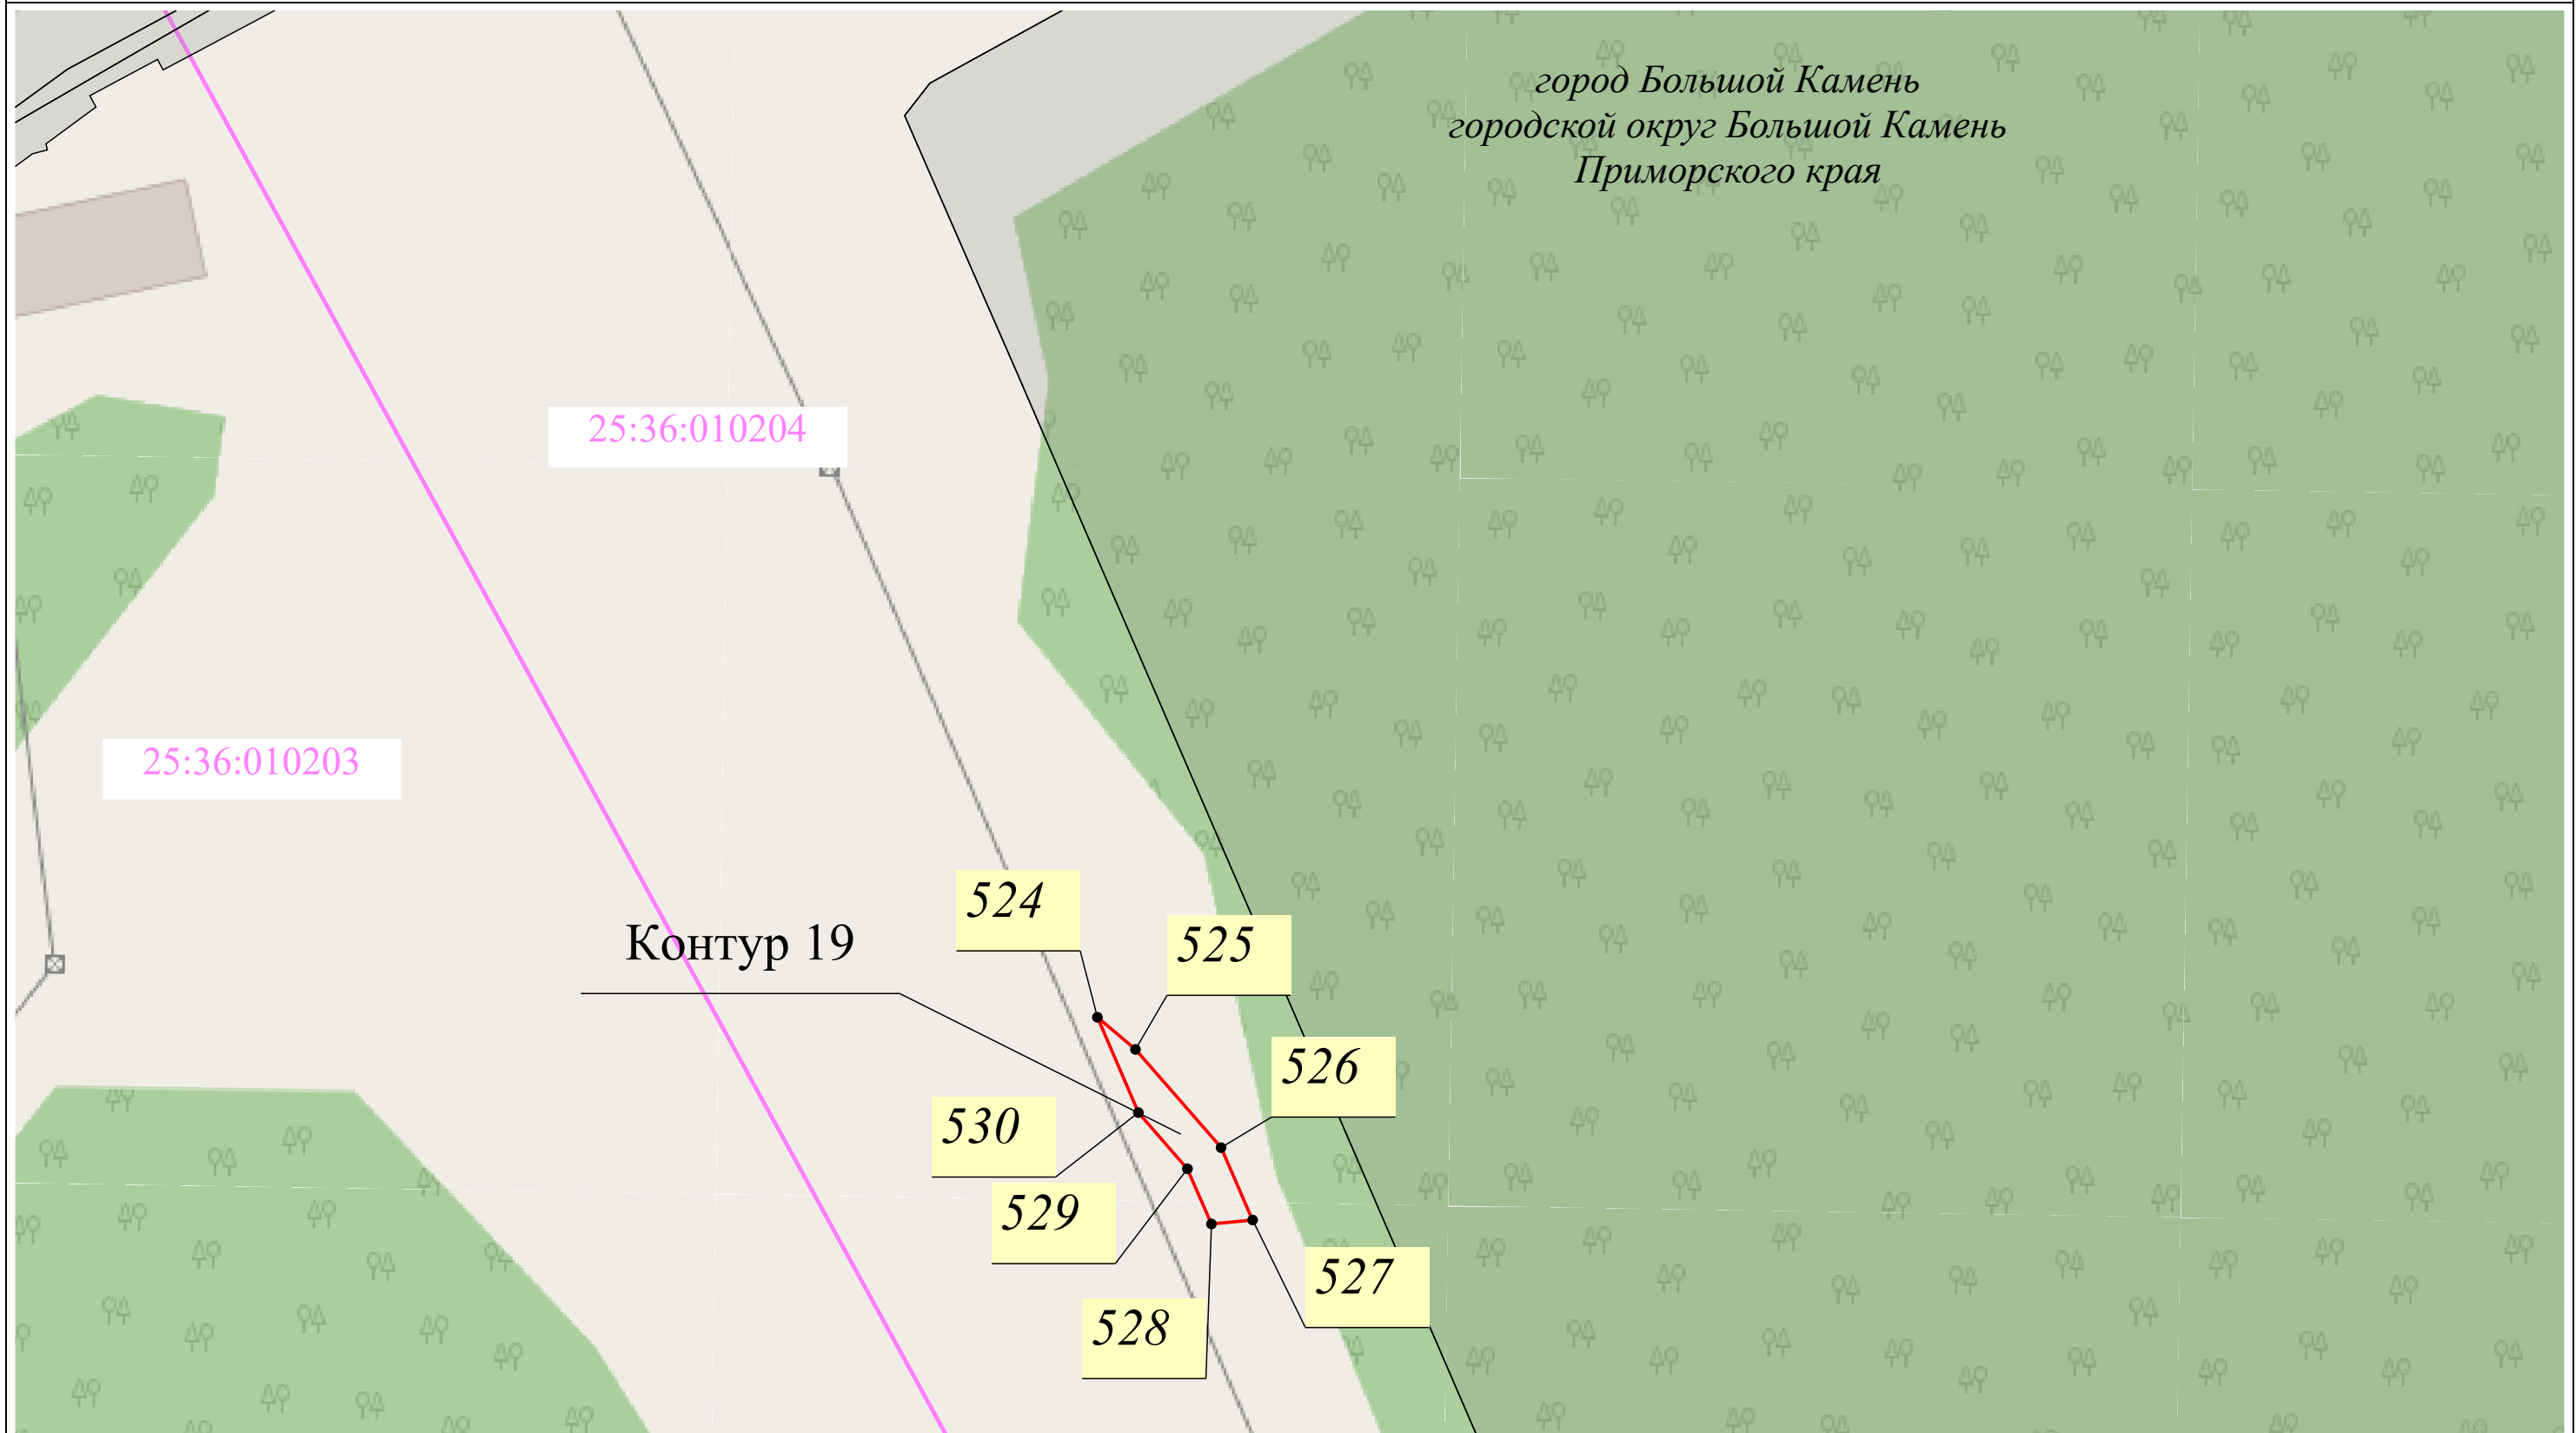 город Большой Камень
городской округ Большой Камень
Приморского края
25:36:010204
25:36:010203
524
Контур 19
525
526
530
529
527
528